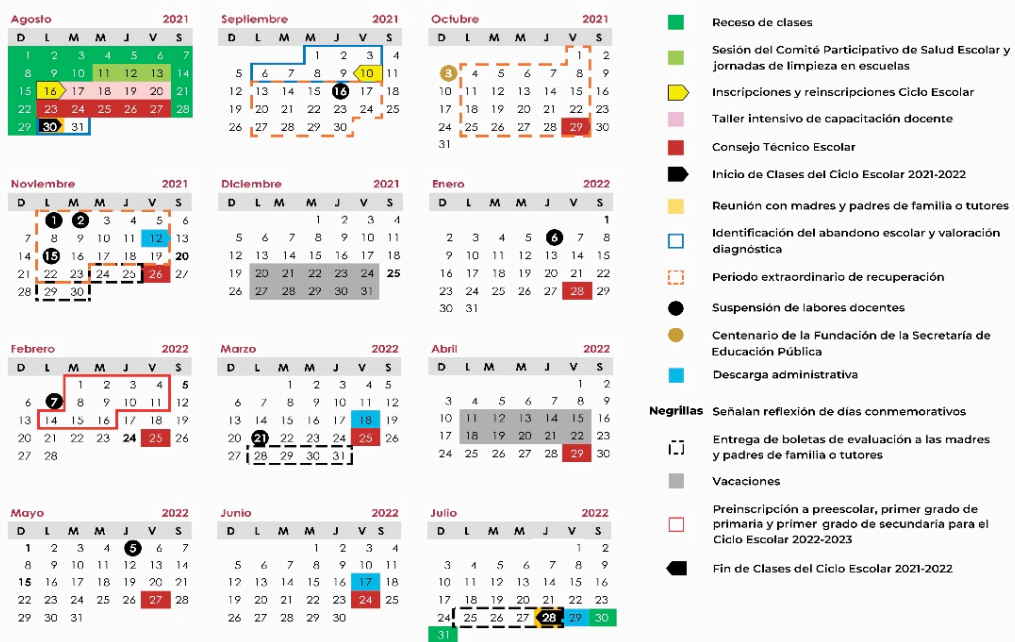 Agosto 2021
D L M M J V S
1 2 3 4 5 6 7
8 9 10 11 12 13 14
15 16 17 18 19 20 21
22 23 24 25 26 27 28
29 30 31
Septiembre 2021
D L M M J V S
1 2 3 4
5 6 7 8 9 10 11
12 13 14 15 16 17 18
19 20 21 22 23 24 25
26 27 28 29 30
Octubre 2021
D L M M J V S
1 2
3 4 5 6 7 8 9
10 11 12 13 14 15 16
17 18 19 20 21 22 23
24 25 26 27 28 29 30
31
Noviembre 2021
D L M M J V S
1 2 3 4 5 6
7 8 9 10 11 12 13
14 15 16 17 18 19 20
21 22 23 24 25 26 27
28 29 30
Diciembre 2021
D L M M J V S
1 2 3 4
5 6 7 8 9 10 11
12 13 14 15 16 17 18
19 20 21 22 23 24 25
26 27 28 29 30 31
Enero 2022
D L M M J V S
1
2 3 4 5 6 7 8
9 10 11 12 13 14 15
16 17 18 19 20 21 22
23 24 25 26 27 28 29
30 31
Febrero 2022
D L M M J V S
1 2 3 4 5
6 7 8 9 10 11 12
13 14 15 16 17 18 19
20 21 22 23 24 25 26
27 28
Marzo 2022
D L M M J V S
1 2 3 4 5
6 7 8 9 10 11 12
13 14 15 16 17 18 19
20 21 22 23 24 25 26
27 28 29 30 31
Abril 2022
D L M M J V S
1 2
3 4 5 6 7 8 9
10 11 12 13 14 15 16
17 18 19 20 21 22 23
24 25 26 27 28 29 30
Mayo 2022
D L M M J V S
1 2 3 4 5 6 7
8 9 10 11 12 13 14
15 16 17 18 19 20 21
22 23 24 25 26 27 28
29 30 31
Junio 2022
D L M M J V S
1 2 3 4
5 6 7 8 9 10 11
12 13 14 15 16 17 18
19 20 21 22 23 24 25
26 27 28 29 30
Julio 2022
D L M M J V S
1 2
3 4 5 6 7 8 9
10 11 12 13 14 15 16
17 18 19 20 21 22 23
24 25 26 27 28 29 30
31
Receso de clases
Sesión del Comité Participativo de Salud Escolar y
jornadas de limpieza en escuelas
Inscripciones y reinscripciones Ciclo Escolar
Taller intensivo de capacitación docente
Consejo Técnico Escolar
Inicio de Clases del Ciclo Escolar 2021-2022
Reunión con madres y padres de familia o tutores
Identificación del abandono escolar y valoración
diagnóstica
Periodo extraordinario de recuperación
Suspensión de labores docentes
Centenario de la Fundación de la Secretaría de
Educación Pública
Descarga administrativa
Negrillas Señalan reflexión de días conmemorativos
Entrega de boletas de evaluación a las madres
y padres de familia o tutores
Vacaciones
Preinscripción a preescolar, primer grado de
primaria y primer grado de secundaria para el
Ciclo Escolar 2022-2023
Fin de Clases del Ciclo Escolar 2021-2022